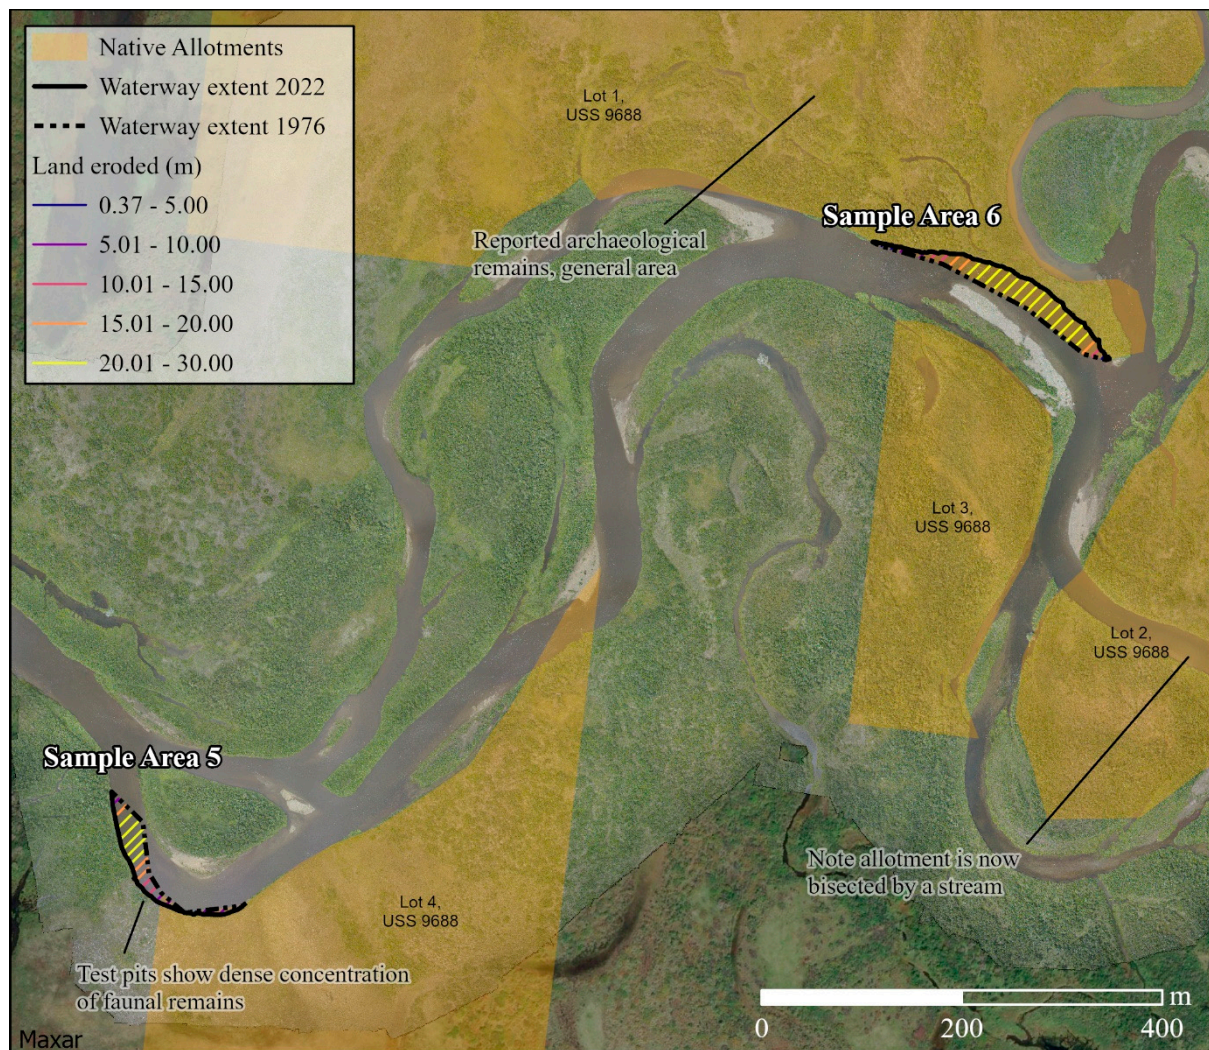 Native Allotments
Waterway extent 2022
Waterway extent 1976
Land eroded (m)
0.37 - 5.00
5.01 - 10.00
10.01 - 15.00
15.01 - 20.00
20.01 - 30.00
Lot 1,
USS 9688
Sample Area 6
Reported archaeological
remains, general area
Lot 3,
USS 9688
Lot 2,
USS 9688
Sample Area 5
Note allotment is now
bisected by a stream
Lot 4,
USS 9688
Test pits show dense concentration
of faunal remains
m
0
200
400
Maxar